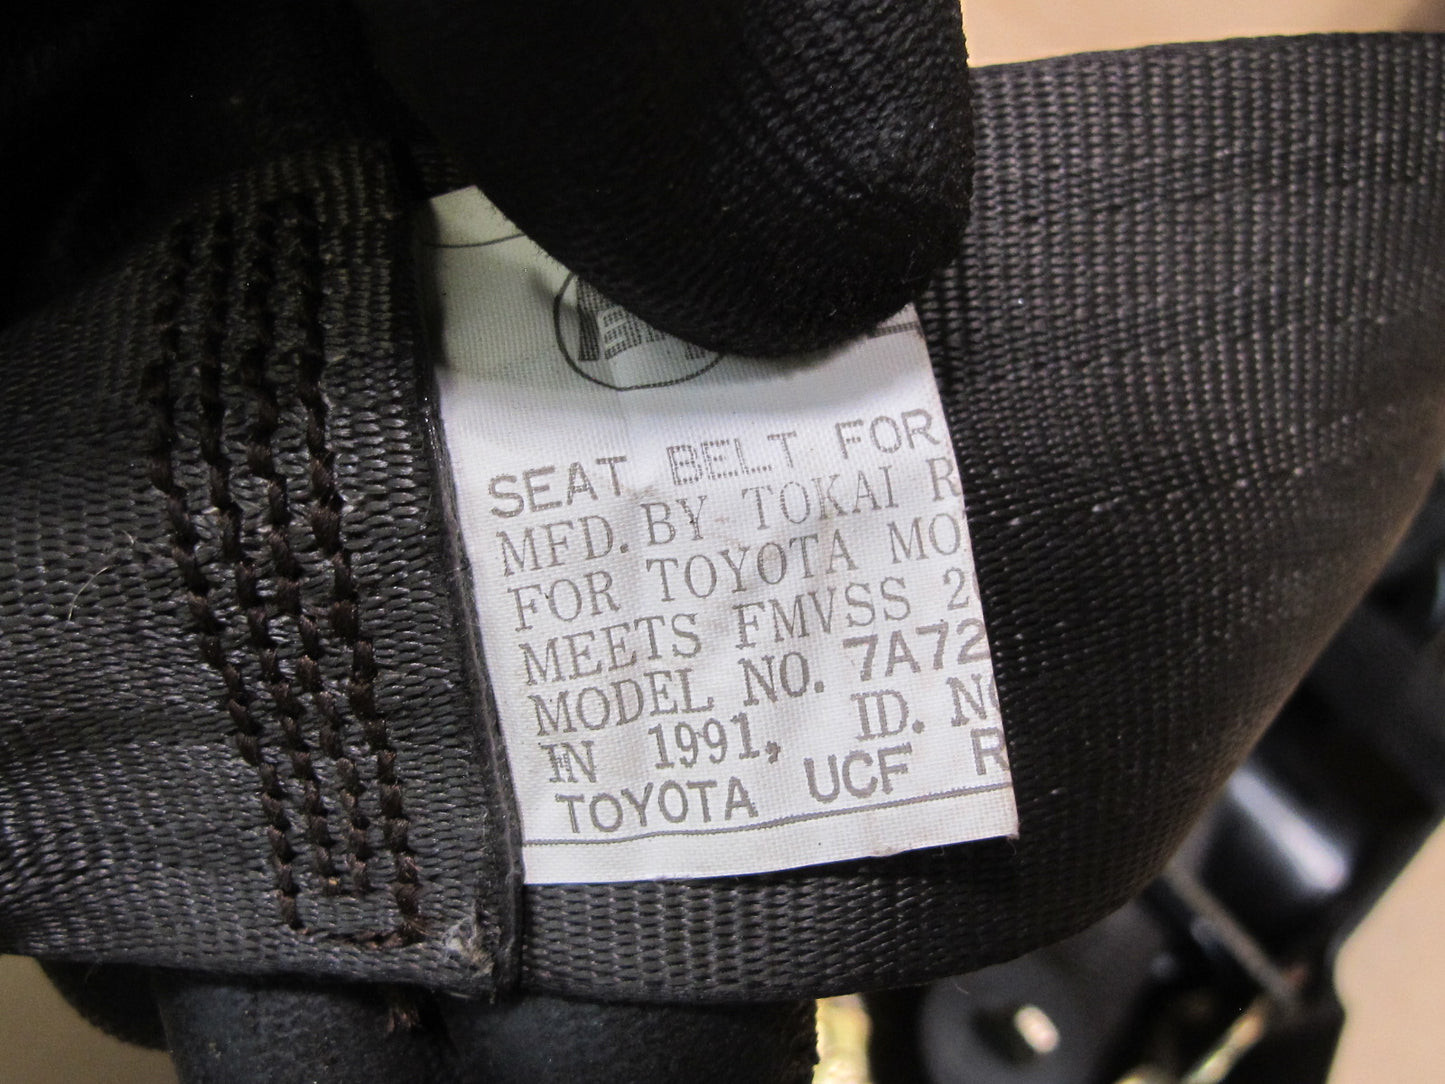 SEAT BELT FOR
MFD. BY TOKAI R
FOR TOYOTA MO
MEETS FMVSS 2
MODEL NO. 7A72
IN 1991, ID. NO
TOYOTA UCF R